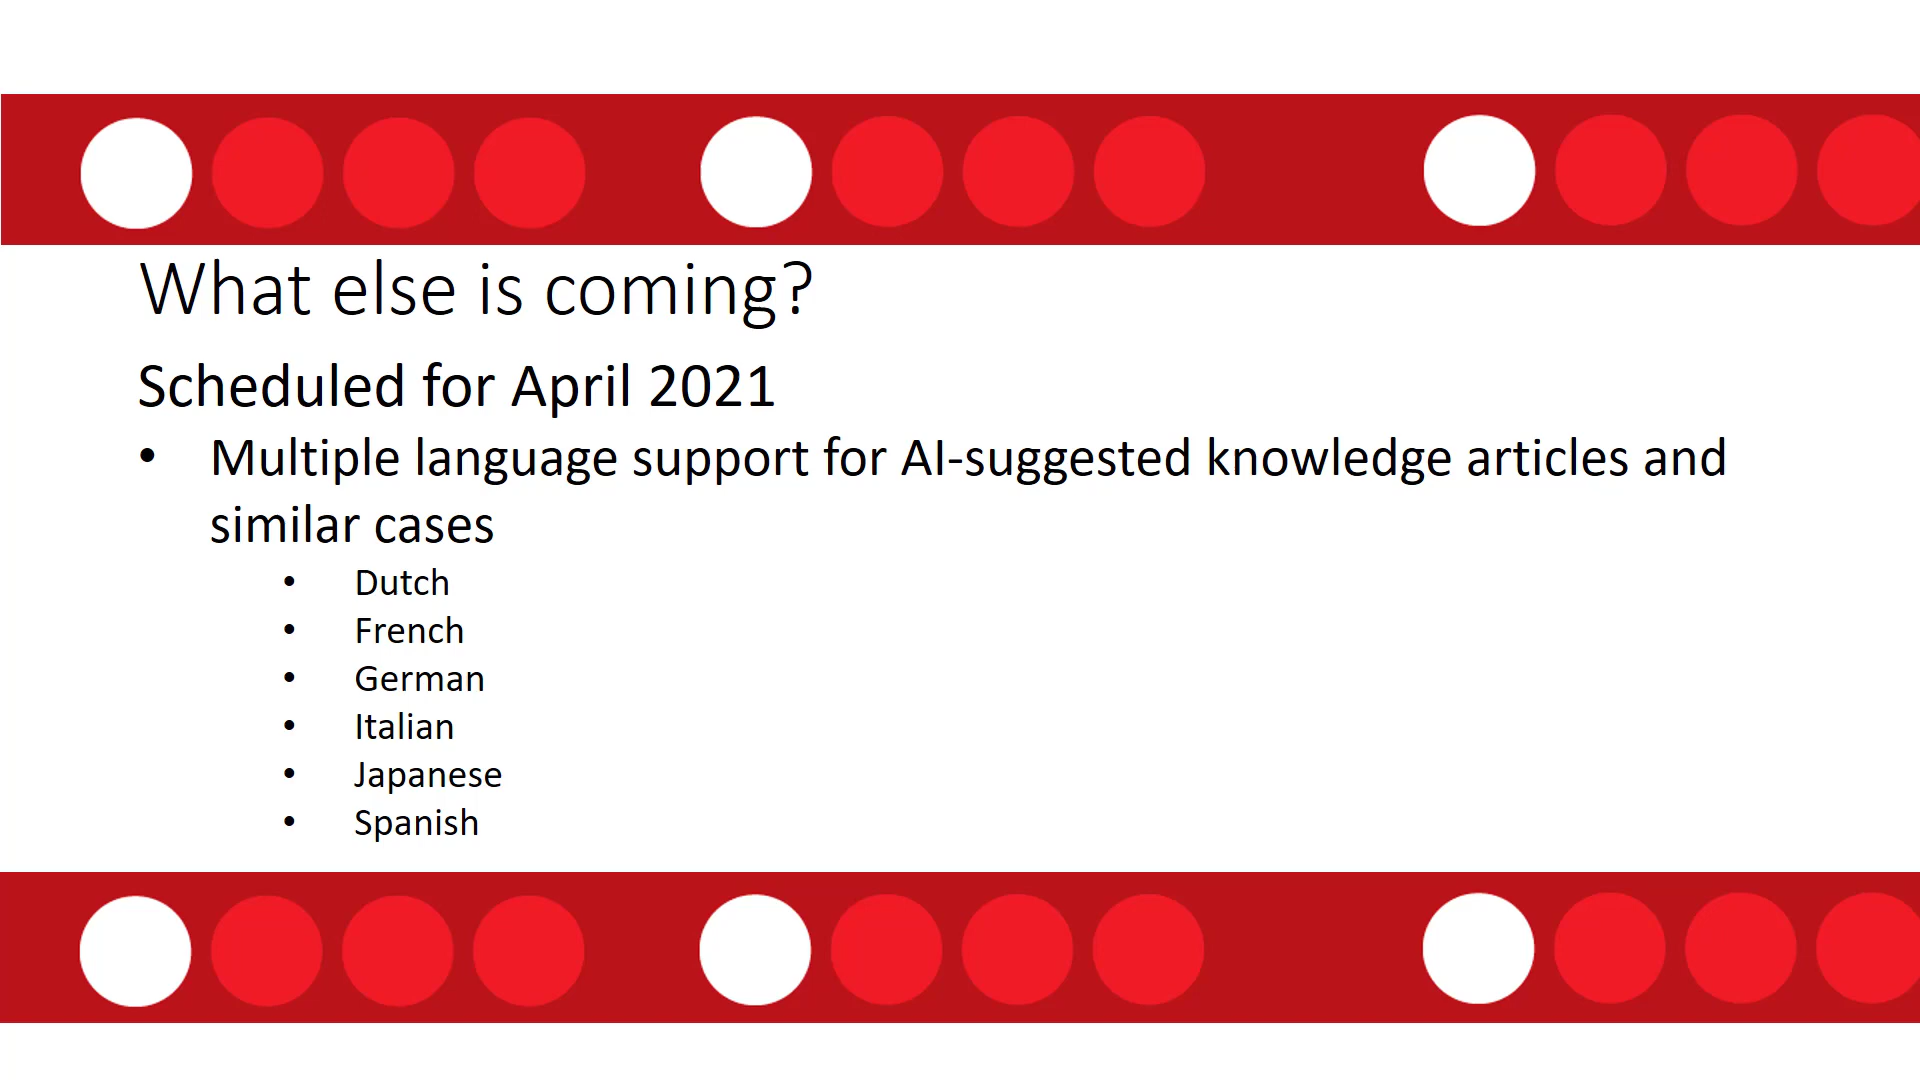 What else is coming?
Scheduled for April 2021
• Multiple language support for AI-suggested knowledge articles and
similar cases
• Dutch
• French
• German
• Italian
• Japanese
• Spanish